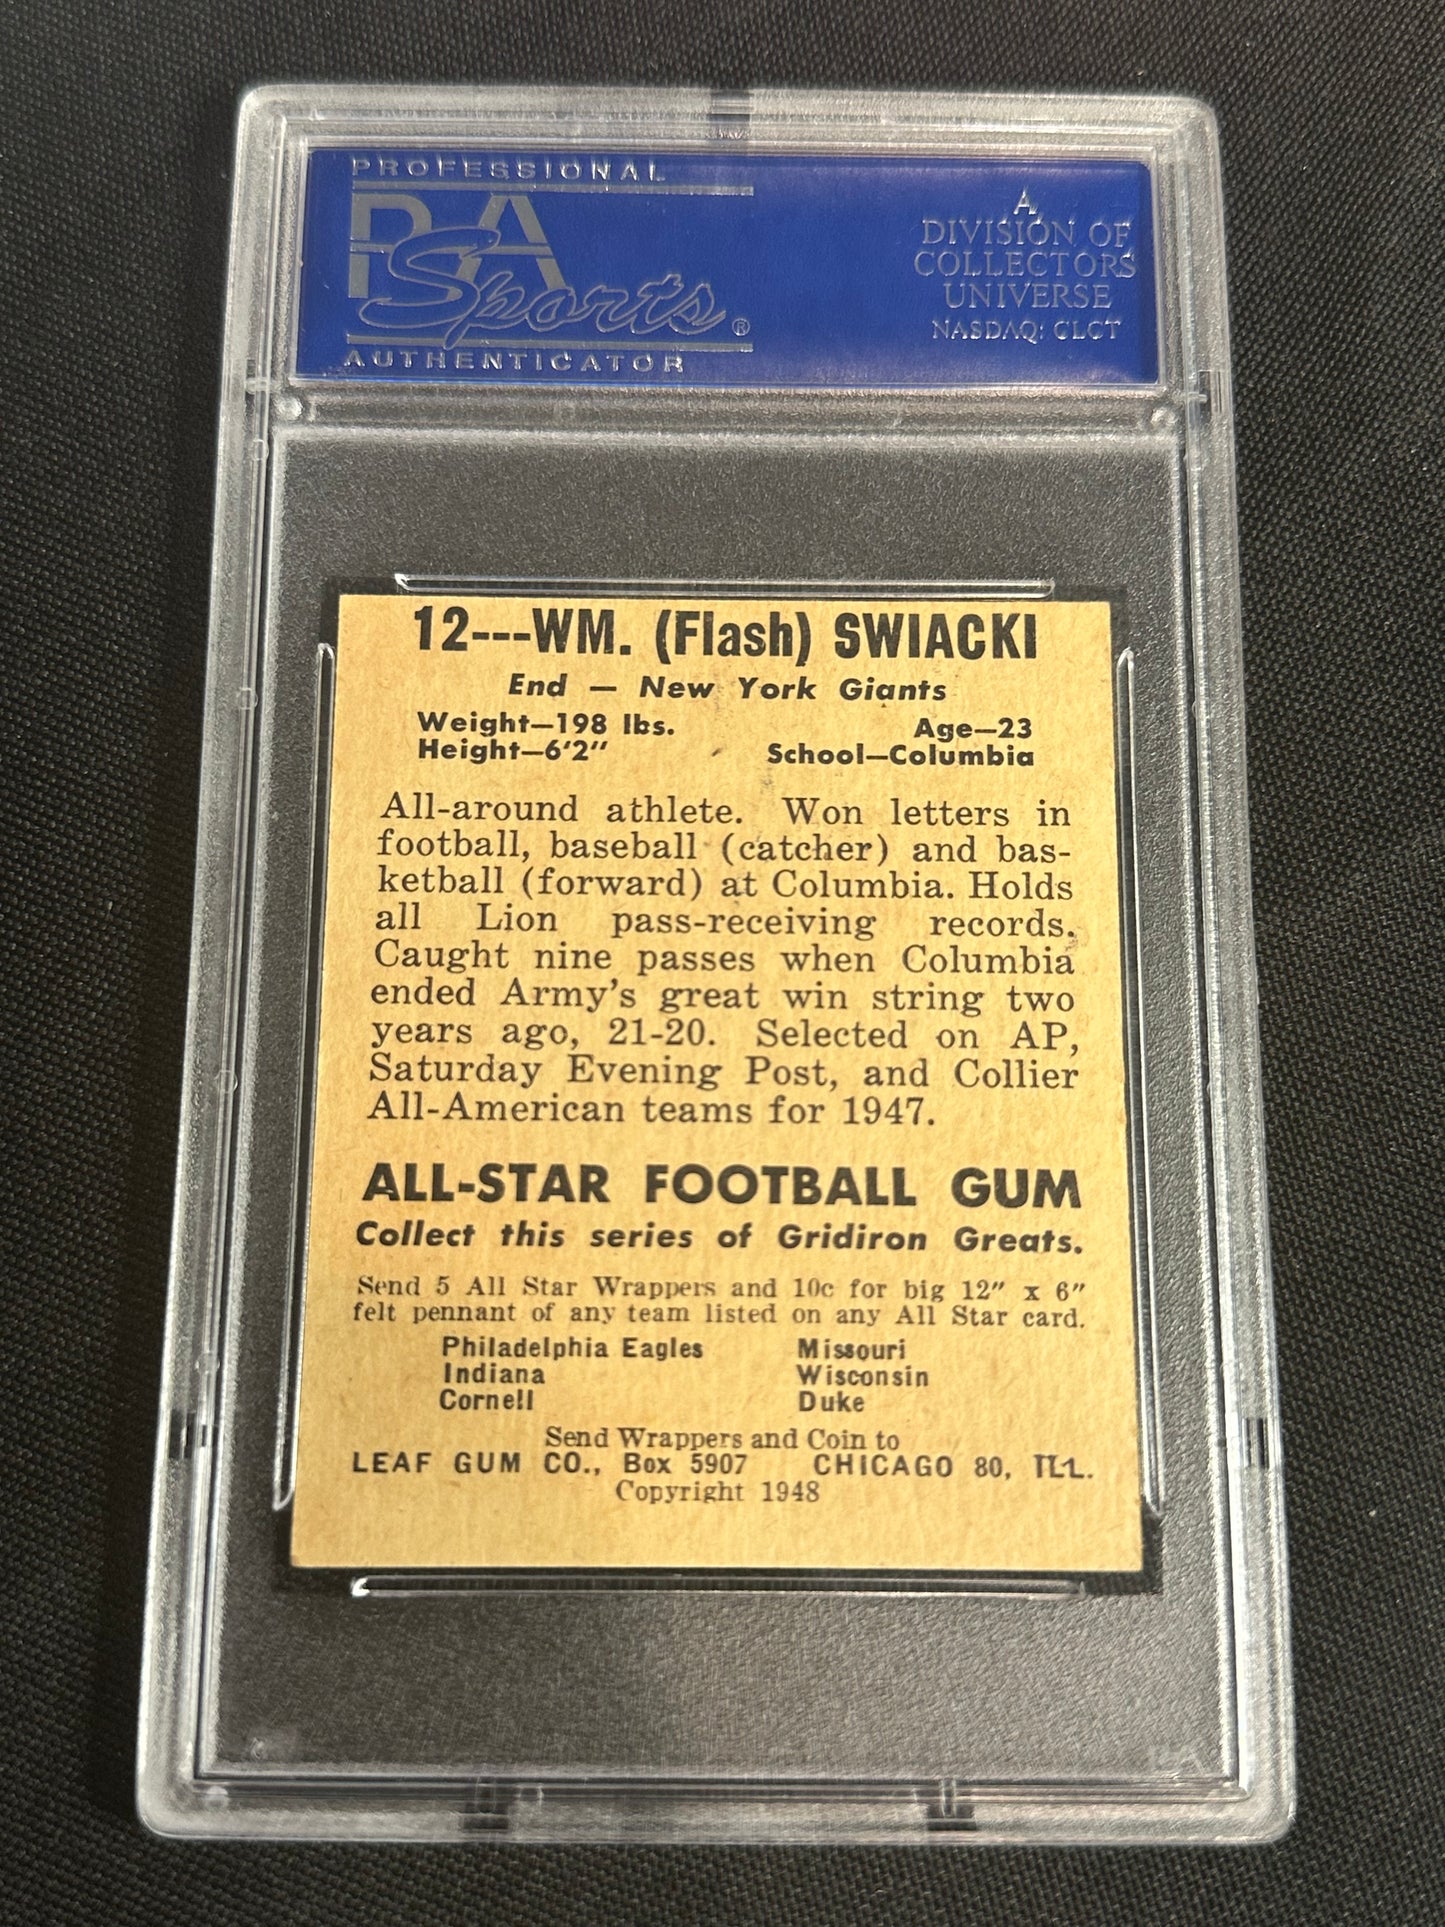 PROFESSIONAL
PSA
Sports®
AUTHENTICATOR
A
DIVISION OF
COLLECTORS
UNIVERSE
NASDAQ: CLCT
12---WM. (Flash) SWIACKI
End — New York Giants
Weight—198 lbs. Age—23
Height—6'2" School—Columbia
All-around athlete. Won letters in
football, baseball (catcher) and bas-
ketball (forward) at Columbia. Holds
all Lion pass-receiving records.
Caught nine passes when Columbia
ended Army's great win string two
years ago, 21-20. Selected on AP,
Saturday Evening Post, and Collier
All-American teams for 1947.
ALL-STAR FOOTBALL GUM
Collect this series of Gridiron Greats.
Send 5 All Star Wrappers and 10c for big 12" x 6"
felt pennant of any team listed on any All Star card.
Philadelphia Eagles Missouri
Indiana Wisconsin
Cornell Duke
Send Wrappers and Coin to
LEAF GUM CO., Box 5907 CHICAGO 80, ILL.
Copyright 1948